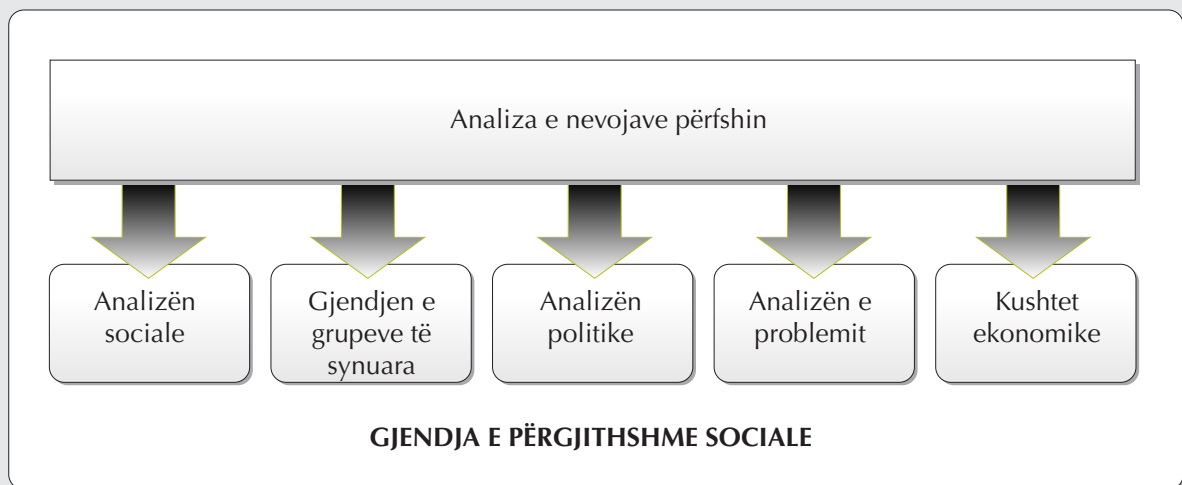 Analiza e nevojave përfshin
Analizën
sociale
Gjendjen e
grupeve të
synuara
Analizën
politike
Analizën e
problemit
Kushtet
ekonomike
GJENDJA E PËRGJITHSHME SOCIALE